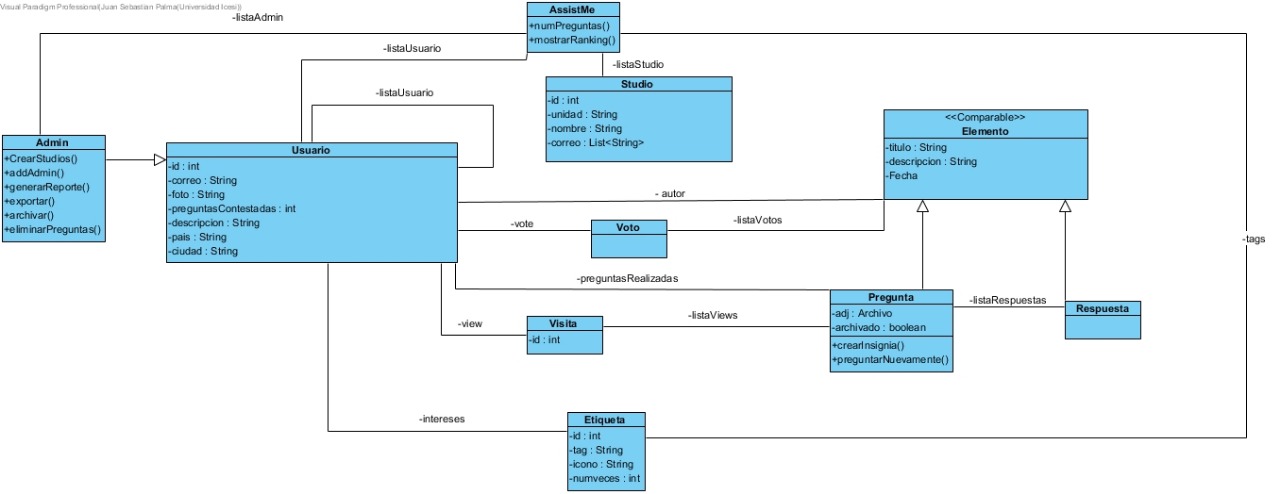 Visual Paradigm Professional(Juan Sebastian Palma(Universidad Icesi))
-listaAdmin
AssistMe
+numPreguntas()
+mostrarRanking()
-listaUsuario
-listaStudio
Studio
-id : int
-unidad : String
-nombre : String
-correo : List<String>
-listaUsuario
<<Comparable>>
Elemento
-titulo : String
-descripcion : String
-Fecha
Admin
+CrearStudios()
+addAdmin()
+generarReporte()
+exportar()
+archivar()
+eliminarPreguntas()
Usuario
-id : int
-correo : String
-foto : String
-preguntasContestadas : int
-descripcion : String
-pais : String
-ciudad : String
- autor
-vote
Voto
-listaVotos
-tags
-preguntasRealizadas
Pregunta
-adj : Archivo
-archivado : boolean
+crearInsignia()
+preguntarNuevamente()
-listaRespuestas
Respuesta
-view
Visita
-id : int
-listaViews
-intereses
Etiqueta
-id : int
-tag : String
-icono : String
-numveces : int